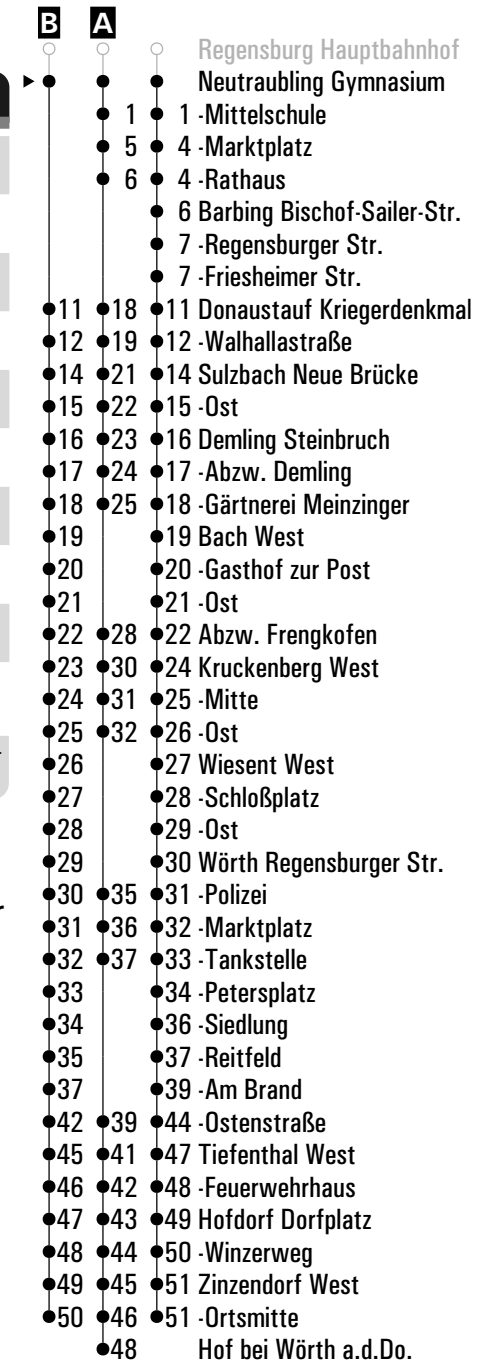 B A
Regensburg Hauptbahnhof
Neutraubling Gymnasium
1 1 -Mittelschule
5 4 -Marktplatz
6 4 -Rathaus
6 Barbing Bischof-Sailer-Str.
7 -Regensburger Str.
7 -Friesheimer Str.
11 18 11 Donaustauf Kriegerdenkmal
12 19 12 -Walhallastraße
14 21 14 Sulzbach Neue Brücke
15 22 15 -Ost
16 23 16 Demling Steinbruch
17 24 17 -Abzw. Demling
18 25 18 -Gärtnerei Meinzinger
19 19 Bach West
20 20 -Gasthof zur Post
21 21 -Ost
22 28 22 Abzw. Frengkofen
23 30 24 Kruckenberg West
24 31 25 -Mitte
25 32 26 -Ost
26 27 Wiesent West
27 28 -Schloßplatz
28 29 -Ost
29 30 Wörth Regensburger Str.
30 35 31 -Polizei
31 36 32 -Marktplatz
32 37 33 -Tankstelle
33 34 -Petersplatz
34 36 -Siedlung
35 37 -Reitfeld
37 39 -Am Brand
42 39 44 -Ostenstraße
45 41 47 Tiefenthal West
46 42 48 -Feuerwehrhaus
47 43 49 Hofdorf Dorfplatz
48 44 50 -Winzerweg
49 45 51 Zinzendorf West
50 46 51 -Ortsmitte
48 Hof bei Wörth a.d.Do.